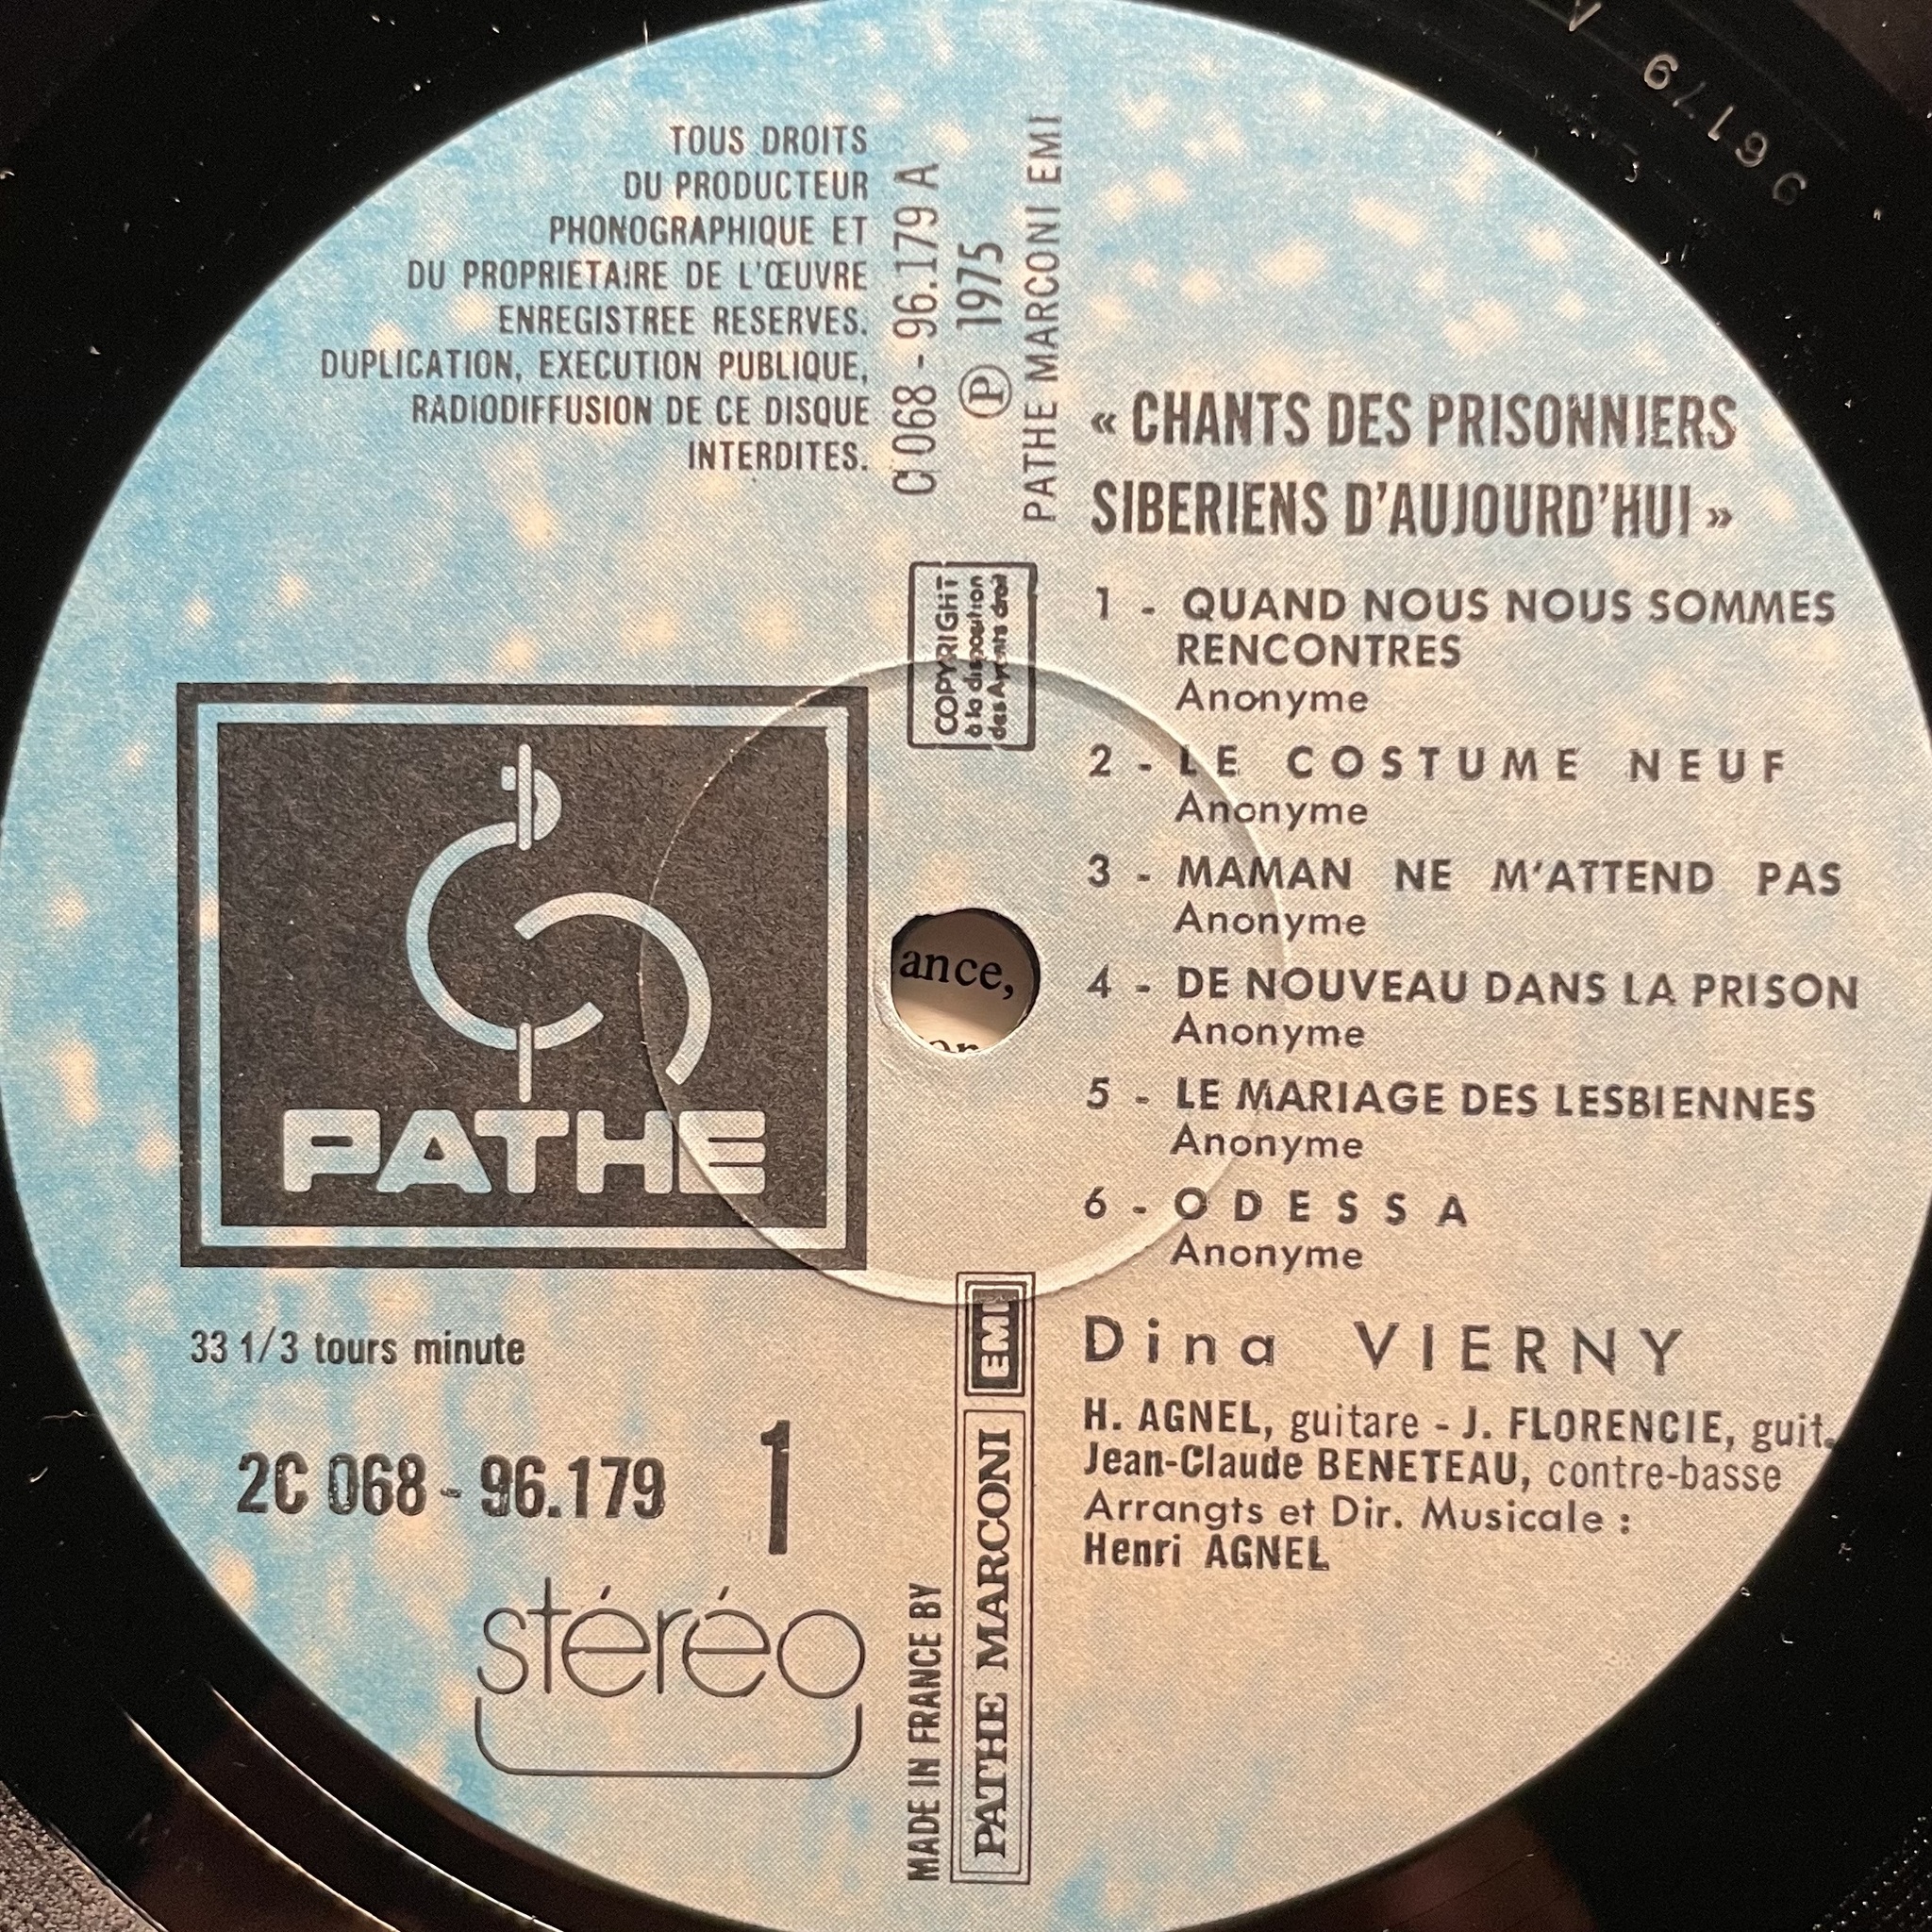 TOUS DROITS
DU PRODUCTEUR
PHONOGRAPHIQUE ET
DU PROPRIETAIRE DE L'ŒUVRE
ENREGISTREE RESERVES.
DUPLICATION, EXECUTION PUBLIQUE,
RADIODIFFUSION DE CE DISQUE
INTERDITES.
C 068 - 96.179 A
Ⓟ 1975
PATHE MARCONI EMI
COPYRIGHT
à la disposition
des Ayants droit
« CHANTS DES PRISONNIERS
SIBERIENS D'AUJOURD'HUI »
1 - QUAND NOUS NOUS SOMMES
RENCONTRES
Anonyme
2 - LE COSTUME NEUF
Anonyme
3 - MAMAN NE M'ATTEND PAS
Anonyme
4 - DE NOUVEAU DANS LA PRISON
Anonyme
5 - LE MARIAGE DES LESBIENNES
Anonyme
6 - ODESSA
Anonyme
Dina VIERNY
H. AGNEL, guitare - J. FLORENCIE, guit.
Jean-Claude BENETEAU, contre-basse
Arrangts et Dir. Musicale :
Henri AGNEL
PATHE
ance,
33 1/3 tours minute
2C 068 - 96.179 1
stéréo
MADE IN FRANCE BY
PATHE MARCONI EMI